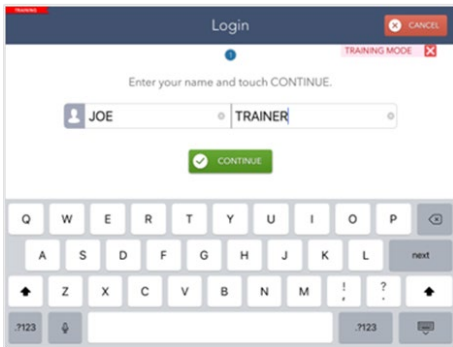 TRAINING
Login
CANCEL
1
TRAINING MODE
Enter your name and touch CONTINUE.
JOE TRAINER
CONTINUE
Q W E R T Y U I O P
A S D F G H J K L next
Z X C V B N M ! , ? .
.?123 .?123